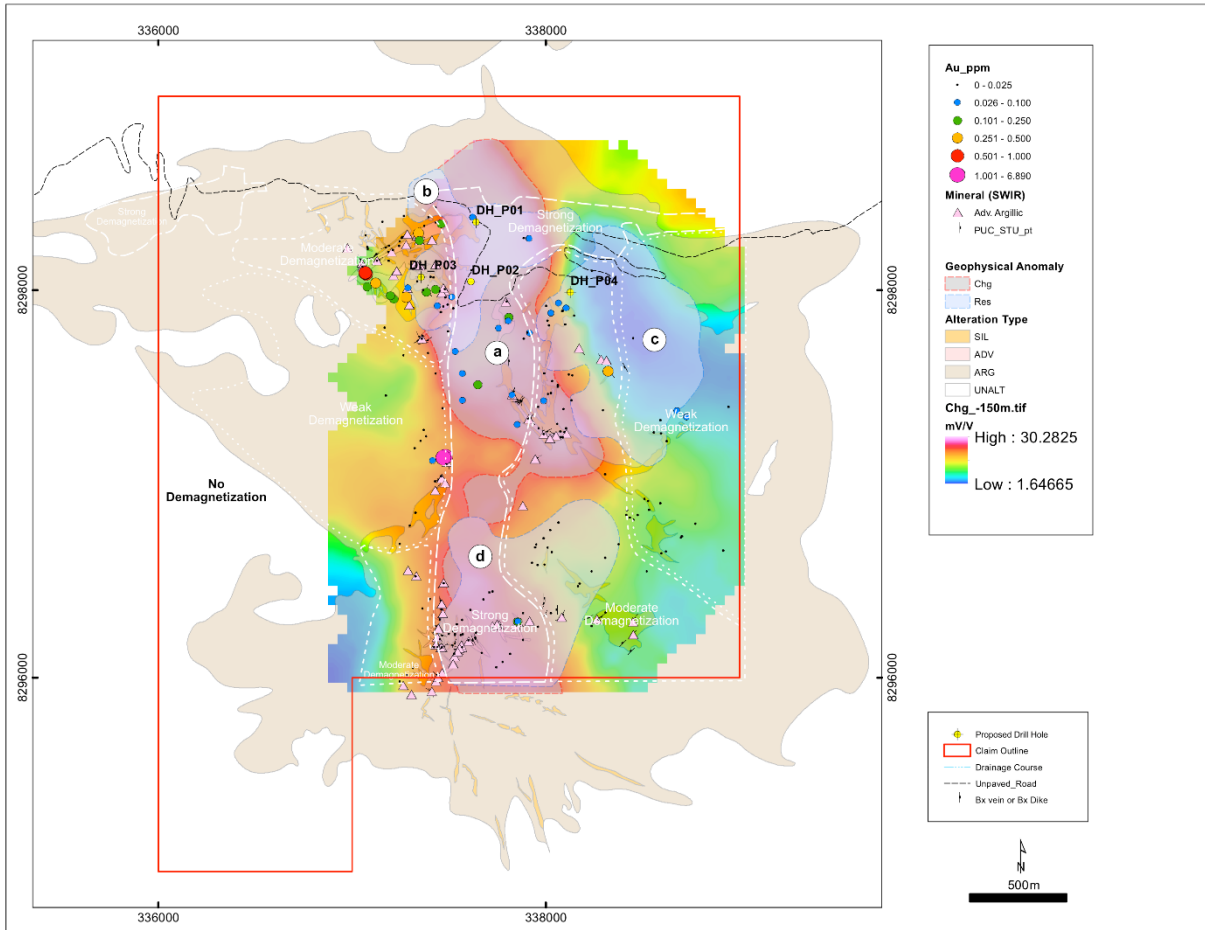 336000
338000
8298000
8298000
8296000
8296000
336000
338000
b
DH_P01
Strong
Demagnetization
Strong
Demagnetization
Moderate
Demagnetization
DH_P03
DH_P02
DH_P04
a
c
Weak
Demagnetization
Weak
Demagnetization
No
Demagnetization
d
Strong
Demagnetization
Moderate
Demagnetization
Moderate
Demagnetization
Au_ppm
0 - 0.025
0.026 - 0.100
0.101 - 0.250
0.251 - 0.500
0.501 - 1.000
1.001 - 6.890
Mineral (SWIR)
Adv. Argillic
PUC_STU_pt
Geophysical Anomaly
Chg
Res
Alteration Type
SIL
ADV
ARG
UNALT
Chg_-150m.tif
mV/V
High : 30.2825
Low : 1.64665
Proposed Drill Hole
Claim Outline
Drainage Course
Unpaved_Road
Bx vein or Bx Dike
N
500m